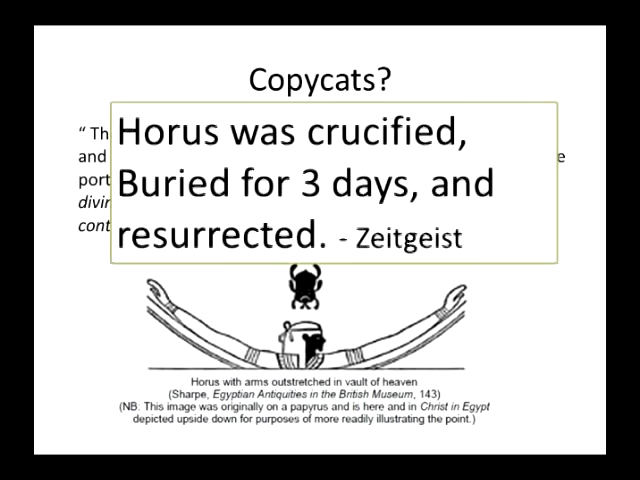 Copycats?
“ Th
and
port
divin
cont
e
Horus was crucified,
Buried for 3 days, and
resurrected. - Zeitgeist
Horus with arms outstretched in vault of heaven
(Sharpe, Egyptian Antiquities in the British Museum, 143)
(NB: This image was originally on a papyrus and is here and in Christ in Egypt
depicted upside down for purposes of more readily illustrating the point.)